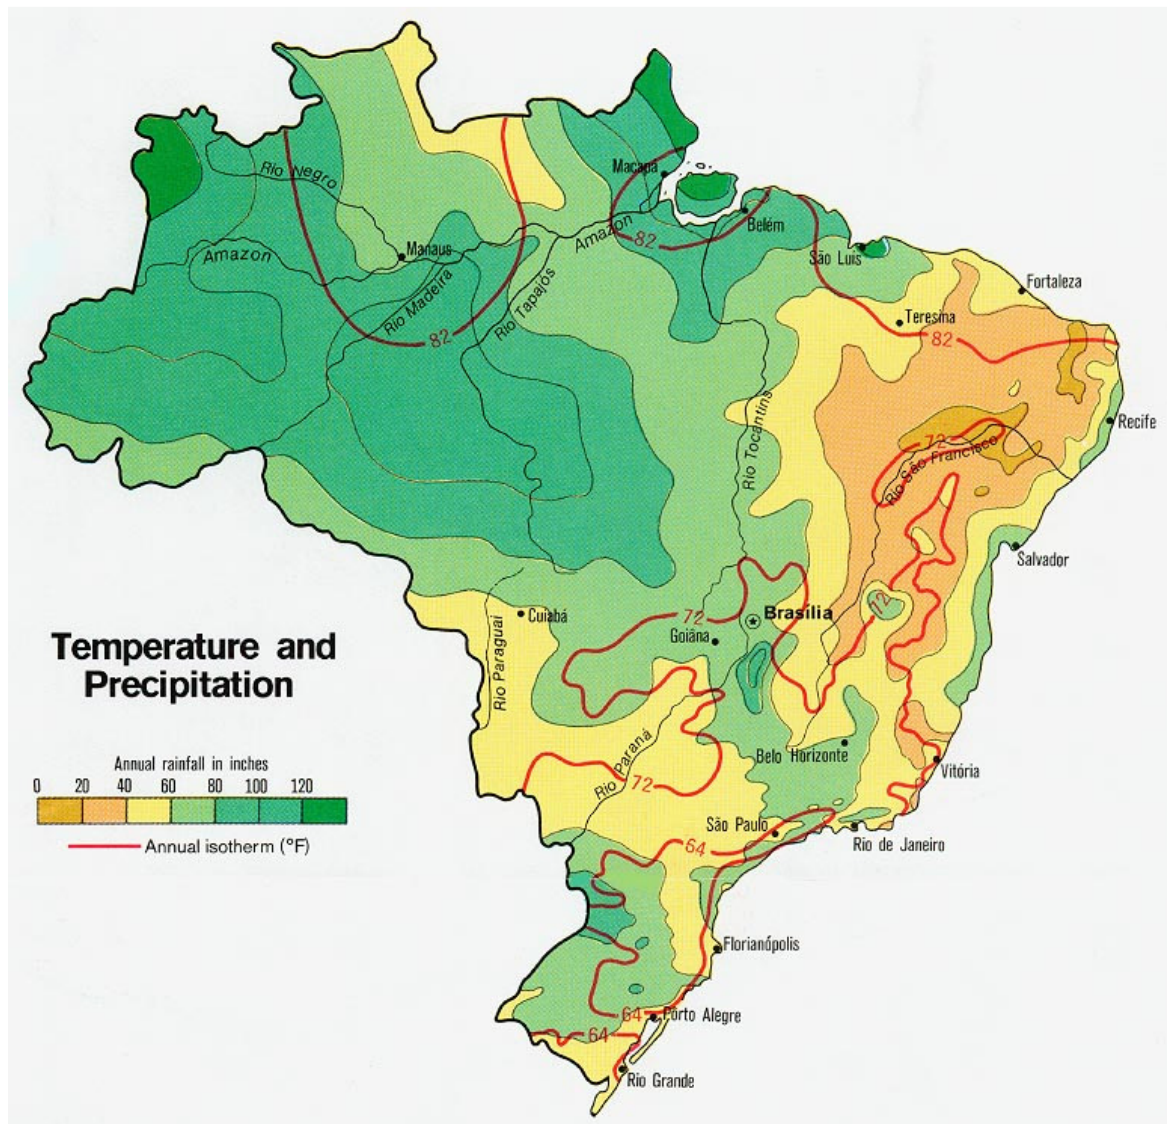 Macapá
Rio Negro
Belém
Amazon
82
Manaus
Amazon
São Luís
Fortaleza
Rio Madeira
Rio Tapajós
Teresina
82
82
Rio Tocantins
Recife
72
Rio São Francisco
Salvador
72
Brasília
72
Cuiabá
Goiâna
Rio Paraguai
Temperature and
Precipitation
Rio Paraná
Belo Horizonte
Annual rainfall in inches
0 20 40 60 80 100 120
72
Vitória
São Paulo
64
Rio de Janeiro
Annual isotherm (°F)
Florianópolis
64
Pôrto Alegre
64
Rio Grande